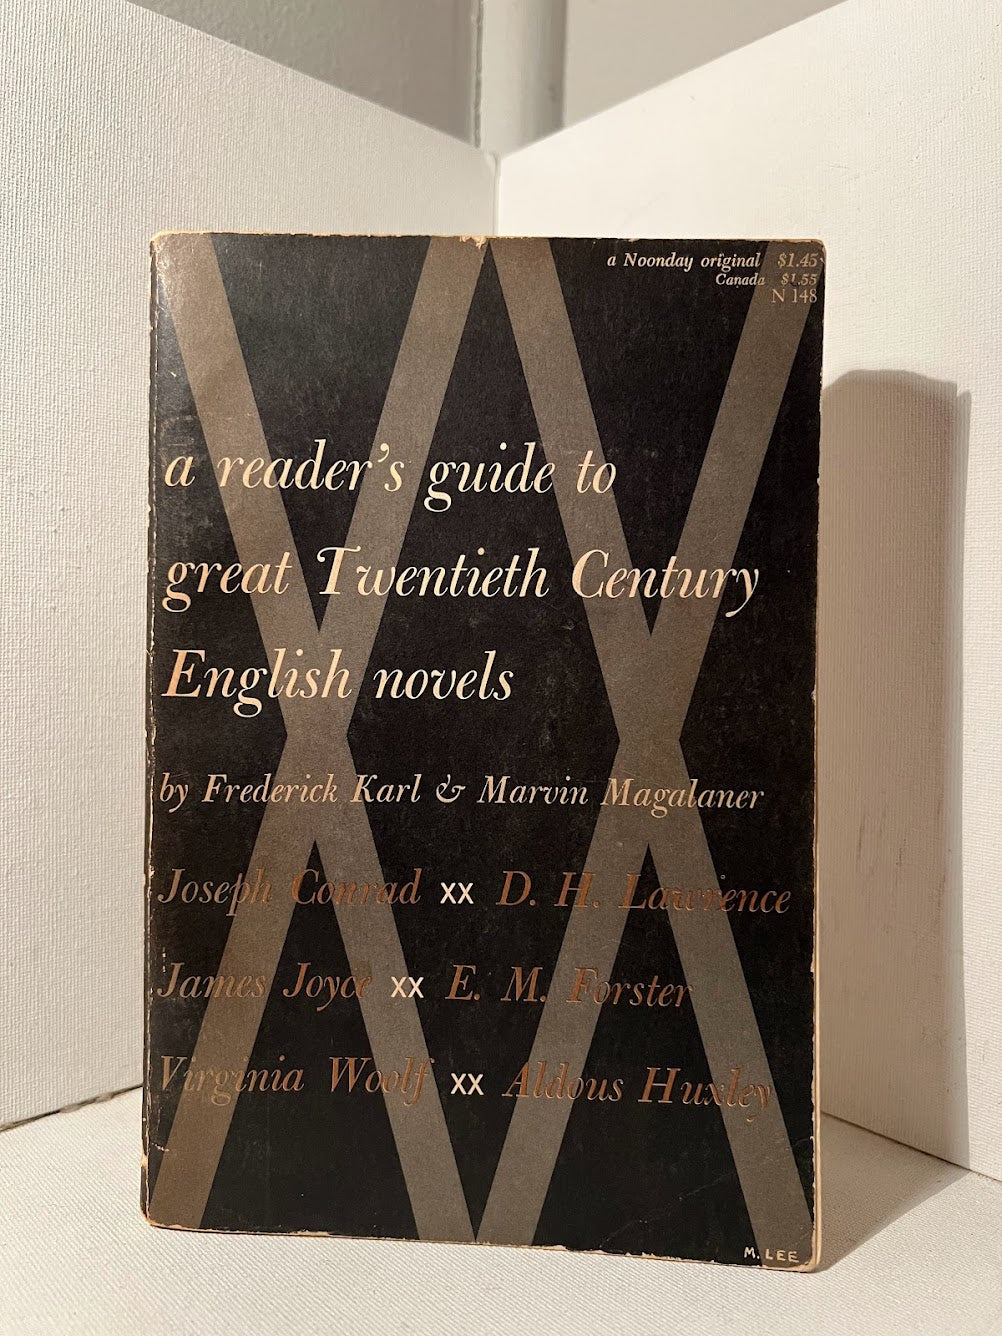 a Noonday original $1.45
Canada $1.55
N 148
a reader's guide to
great Twentieth Century
English novels
by Frederick Karl & Marvin Magalaner
Joseph Conrad xx D. H. Lawrence
James Joyce xx E. M. Forster
Virginia Woolf xx Aldous Huxley
M. LEE